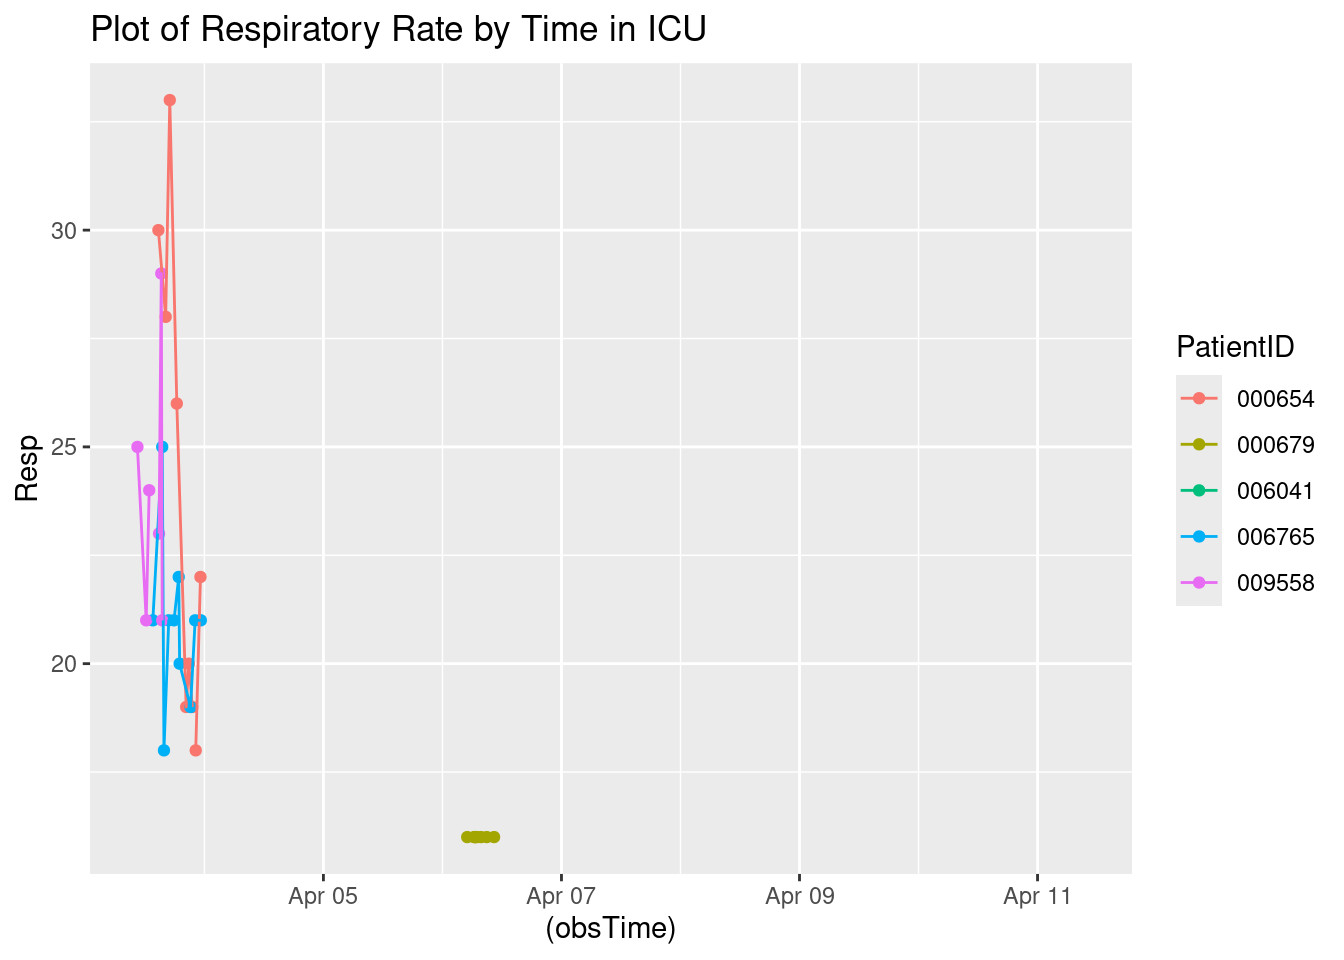 Plot of Respiratory Rate by Time in ICU
Resp
30
25
20
Apr 05
Apr 07
Apr 09
Apr 11
(obsTime)
PatientID
000654
000679
006041
006765
009558